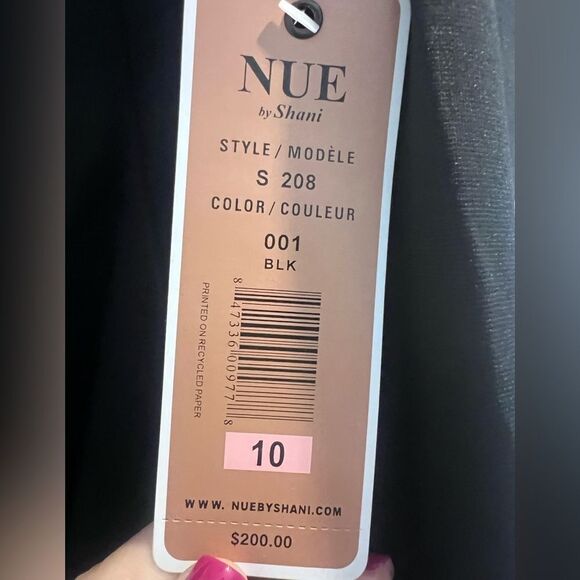 NUE
by Shani
STYLE / MODÈLE
S 208
COLOR / COULEUR
001
BLK
8 47336 00977 8
PRINTED ON RECYCLED PAPER
10
WWW. NUEBYSHANI.COM
$200.00